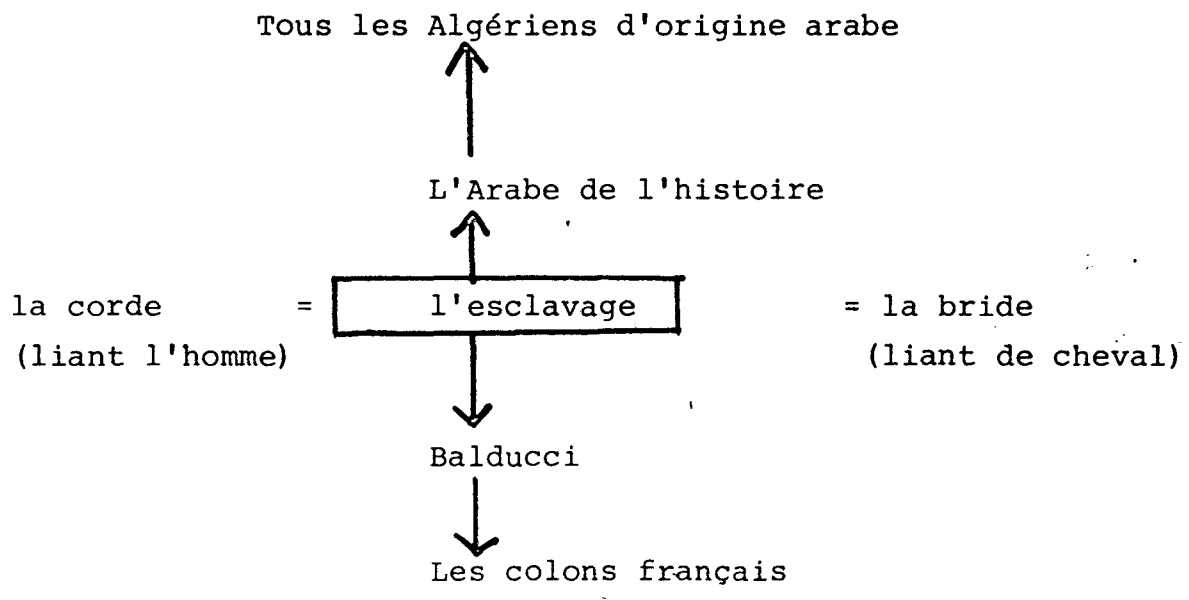 Tous les Algériens d'origine arabe
L'Arabe de l'histoire
la corde = l'esclavage = la bride
(liant l'homme) (liant de cheval)
Balducci
Les colons français